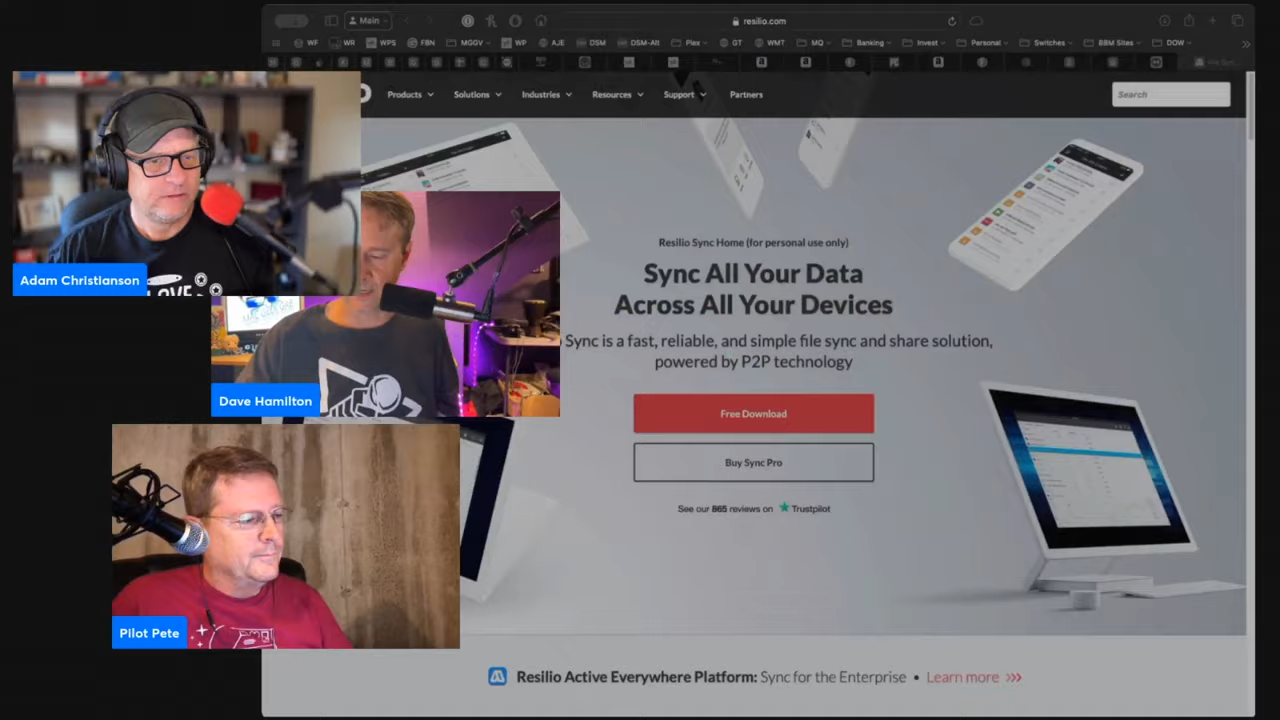 Main
resilio.com
WF WR WPS FBN MGGV WP AJE DSM DSM-Alt Plex GT WMT MQ Banking Invest Personal Switches BBM Sites DOW
Products Solutions Industries Resources Support Partners
Search
Resilio Sync Home (for personal use only)
Sync All Your Data
Across All Your Devices
Sync is a fast, reliable, and simple file sync and share solution,
powered by P2P technology
Free Download
Buy Sync Pro
See our 865 reviews on Trustpilot
Resilio Active Everywhere Platform: Sync for the Enterprise • Learn more >>>
Adam Christianson
Dave Hamilton
Pilot Pete